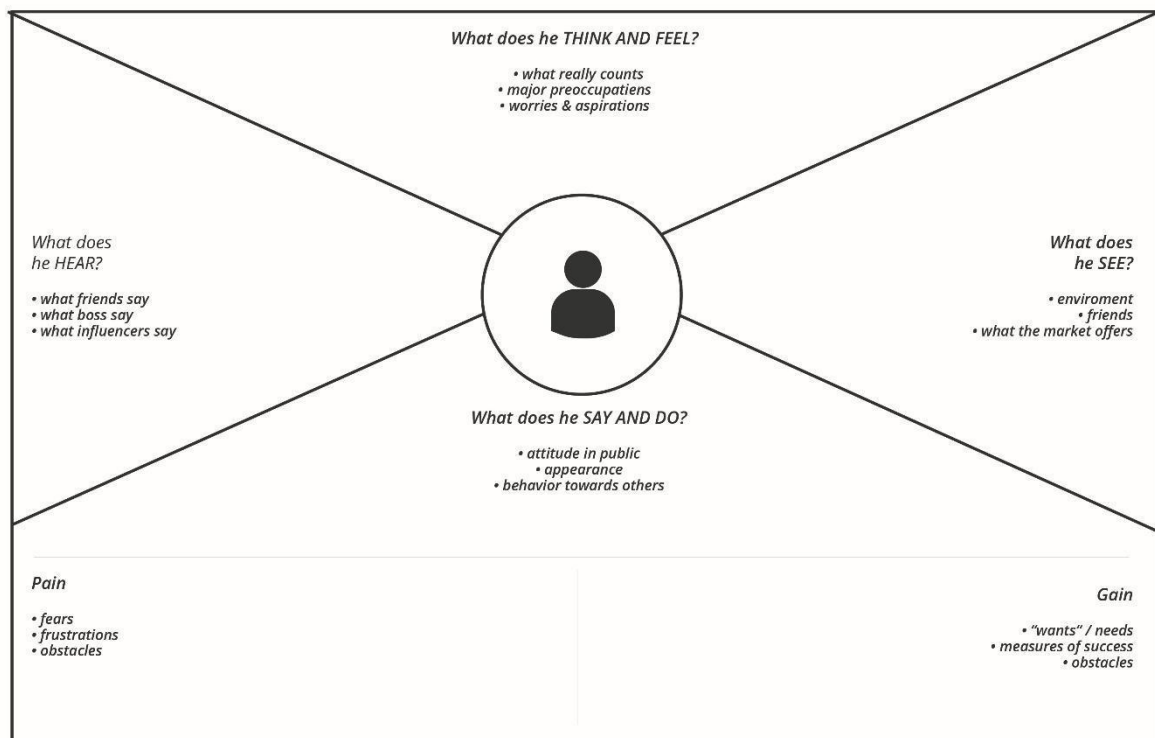 What does he THINK AND FEEL?
• what really counts
• major preoccupatiens
• worries & aspirations
What does
he HEAR?
• what friends say
• what boss say
• what influencers say
What does
he SEE?
• enviroment
• friends
• what the market offers
What does he SAY AND DO?
• attitude in public
• appearance
• behavior towards others
Pain
• fears
• frustrations
• obstacles
Gain
• “wants” / needs
• measures of success
• obstacles